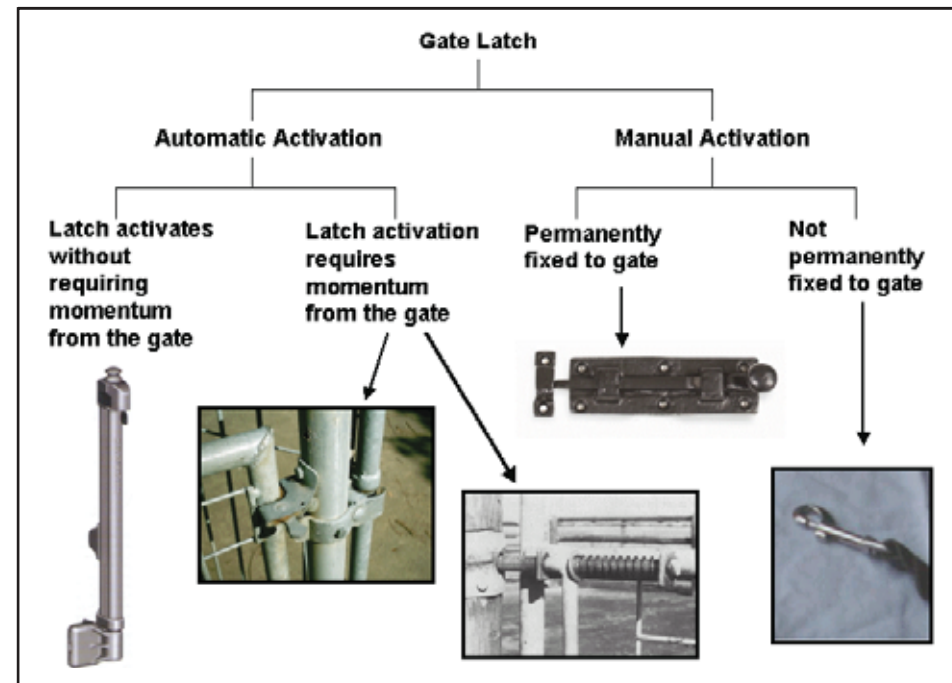 Gate Latch
Automatic Activation
Manual Activation
Latch activates
without
requiring
momentum
from the gate
Latch activation
requires
momentum
from the gate
Permanently
fixed to gate
Not
permanently
fixed to gate